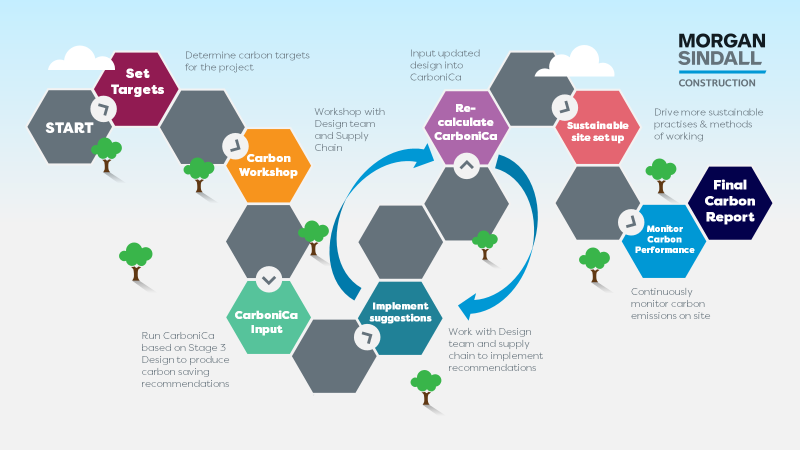 MORGAN
SINDALL
CONSTRUCTION
START
Set
Targets
Determine carbon targets
for the project
Carbon
Workshop
Workshop with
Design team
and Supply
Chain
CarboniCa
Input
Run CarboniCa
based on Stage 3
Design to produce
carbon saving
recommendations
Implement
suggestions
Work with Design
team and supply
chain to implement
recommendations
Re-
calculate
CarboniCa
Input updated
design into
CarboniCa
Sustainable
site set up
Drive more sustainable
practises & methods
of working
Monitor
Carbon
Performance
Continuously
monitor carbon
emissions on site
Final
Carbon
Report